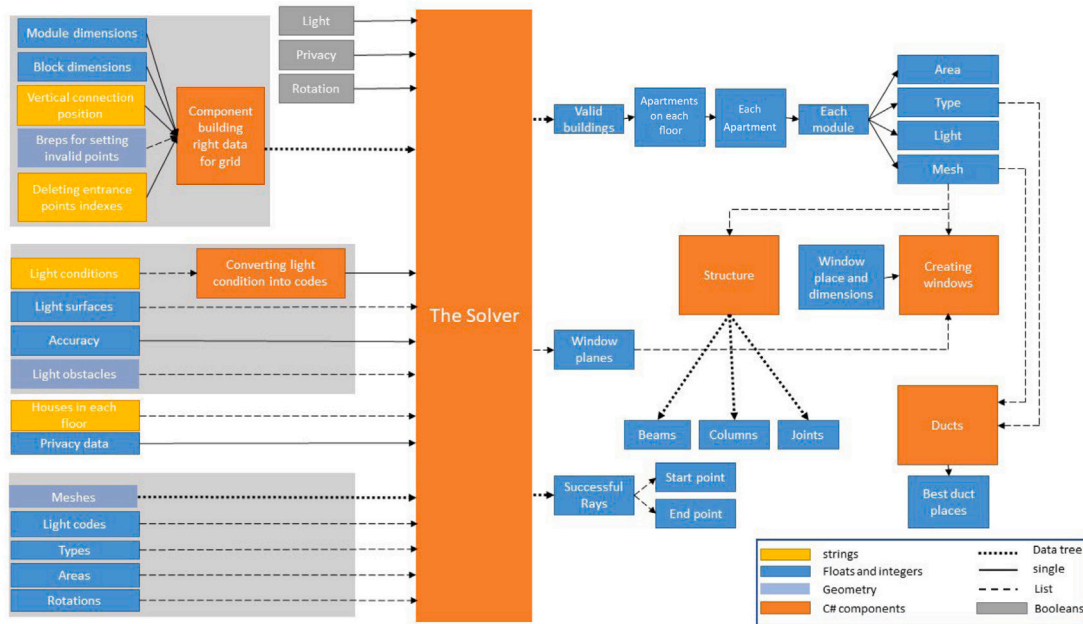 Module dimensions
Block dimensions
Vertical connection
position
Breps for setting
invalid points
Deleting entrance
points indexes
Component
building
right data
for grid
Light
Privacy
Rotation
Light conditions
Converting light
condition into codes
Light surfaces
Accuracy
Light obstacles
Houses in each
floor
Privacy data
Meshes
Light codes
Types
Areas
Rotations
The Solver
Valid
buildings
Apartments
on each
floor
Each
Apartment
Each
module
Area
Type
Light
Mesh
Structure
Window
place and
dimensions
Creating
windows
Window
planes
Beams
Columns
Joints
Ducts
Best duct
places
Successful
Rays
Start point
End point
strings
Floats and integers
Geometry
C# components
Data tree
single
List
Booleans